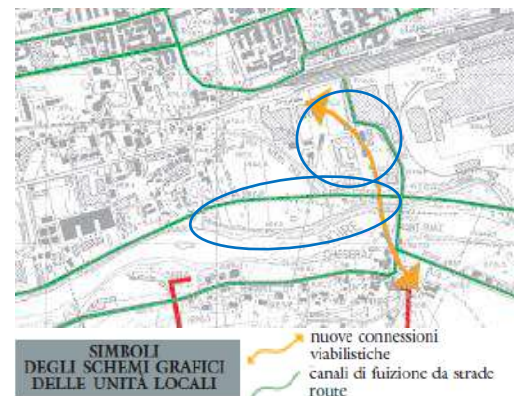 SIMBOLI
DEGLI SCHEMI GRAFICI
DELLE UNITÀ LOCALI
nuove connessioni
viabilistiche
canali di fuizione da strade
route